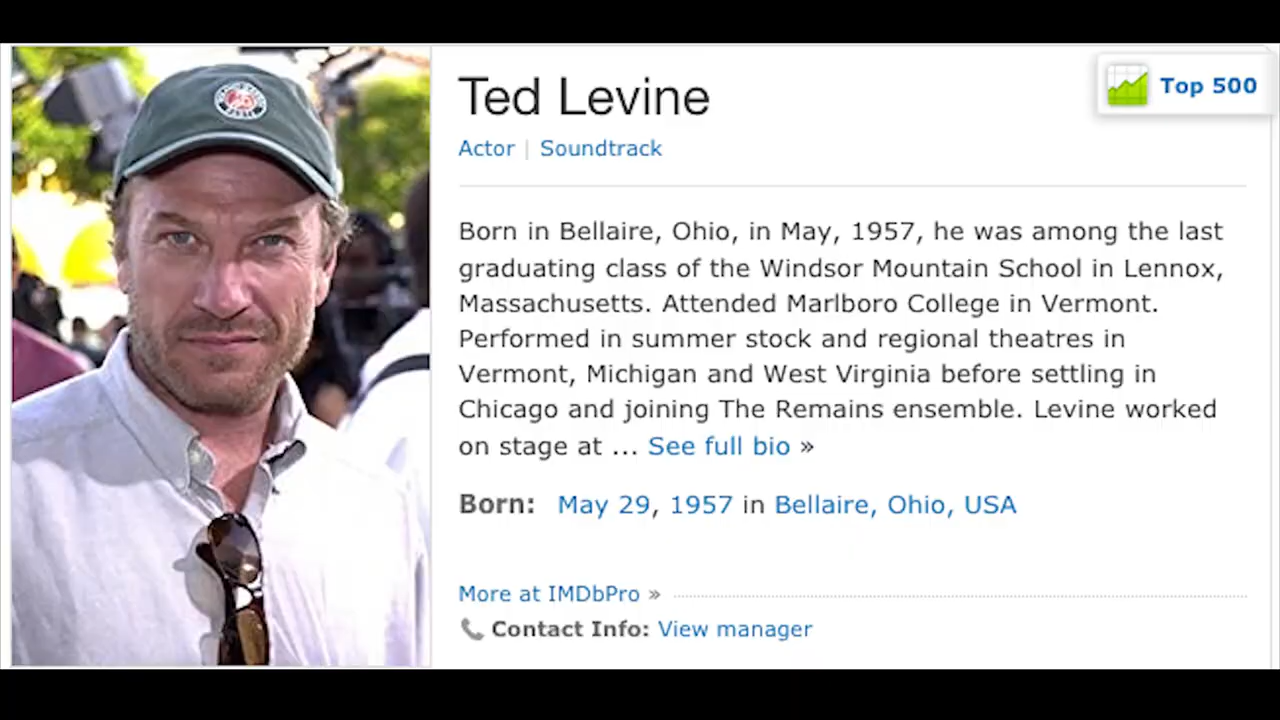 Ted Levine
Top 500
Actor | Soundtrack
Born in Bellaire, Ohio, in May, 1957, he was among the last
graduating class of the Windsor Mountain School in Lennox,
Massachusetts. Attended Marlboro College in Vermont.
Performed in summer stock and regional theatres in
Vermont, Michigan and West Virginia before settling in
Chicago and joining The Remains ensemble. Levine worked
on stage at ... See full bio »
Born: May 29, 1957 in Bellaire, Ohio, USA
More at IMDbPro »
Contact Info: View manager